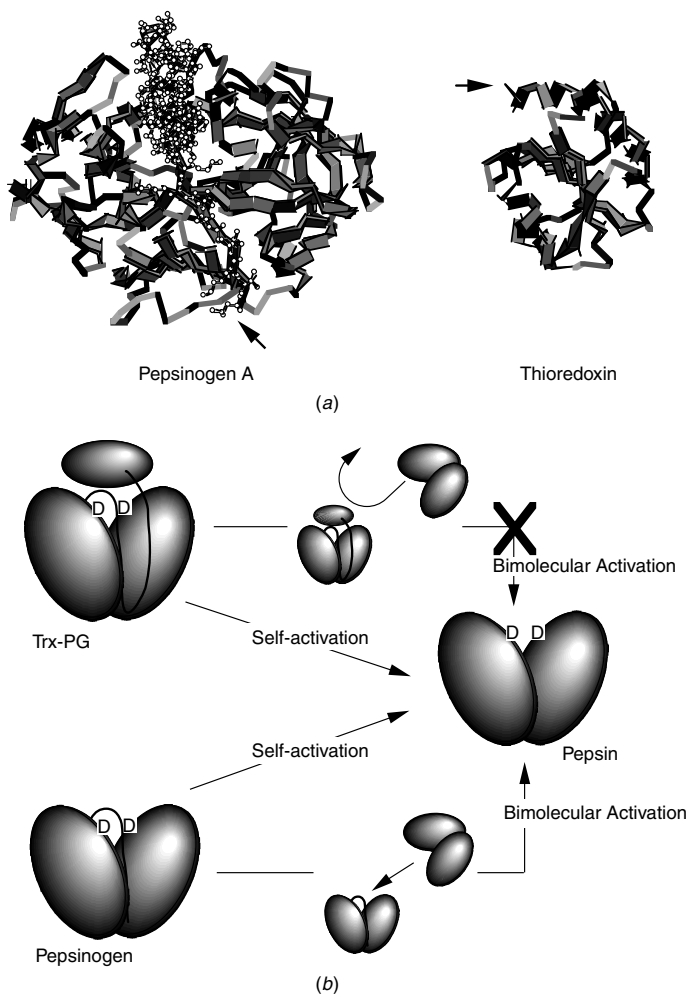 Pepsinogen A
Thioredoxin
(a)
D D
Bimolecular Activation
Trx-PG
Self-activation
D D
Self-activation
Pepsin
D D
Bimolecular Activation
Pepsinogen
(b)